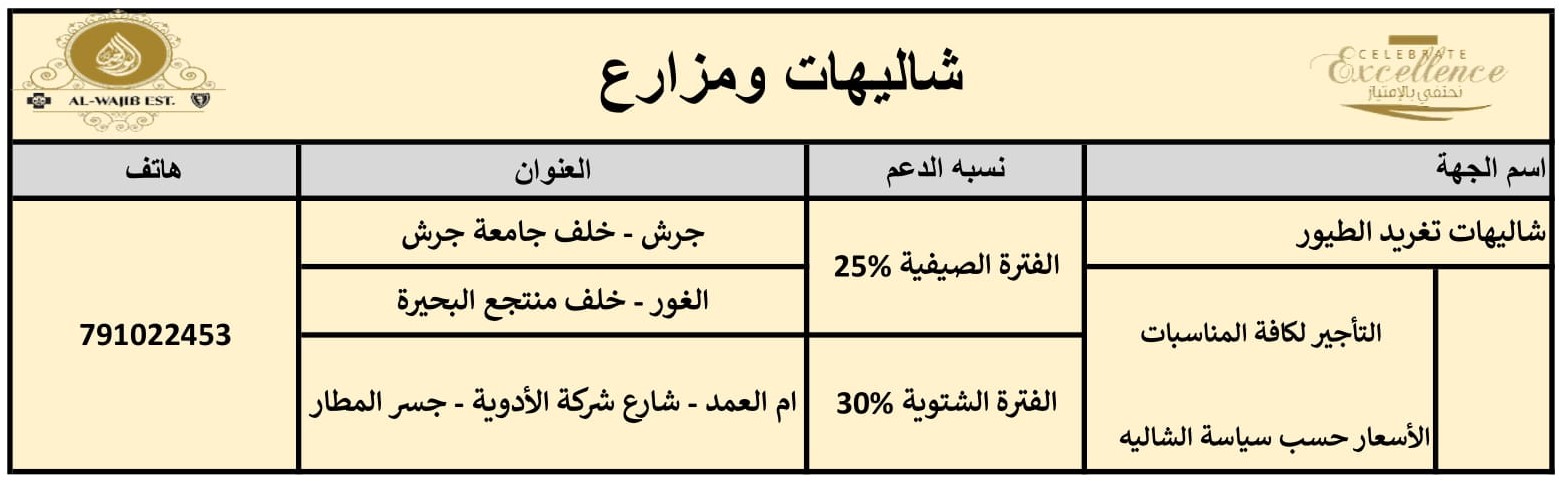 AL-WAJIB EST.
شاليهات ومزارع
CELEBRATE
Excellence
نحتفي بالإمتياز
اسم الجهة	نسبه الدعم	العنوان	هاتف
شاليهات تغريد الطيور
الفترة الصيفية %25
جرش - خلف جامعة جرش
الغور - خلف منتجع البحيرة
791022453
التأجير لكافة المناسبات
الأسعار حسب سياسة الشاليه
الفترة الشتوية %30
ام العمد - شارع شركة الأدوية - جسر المطار